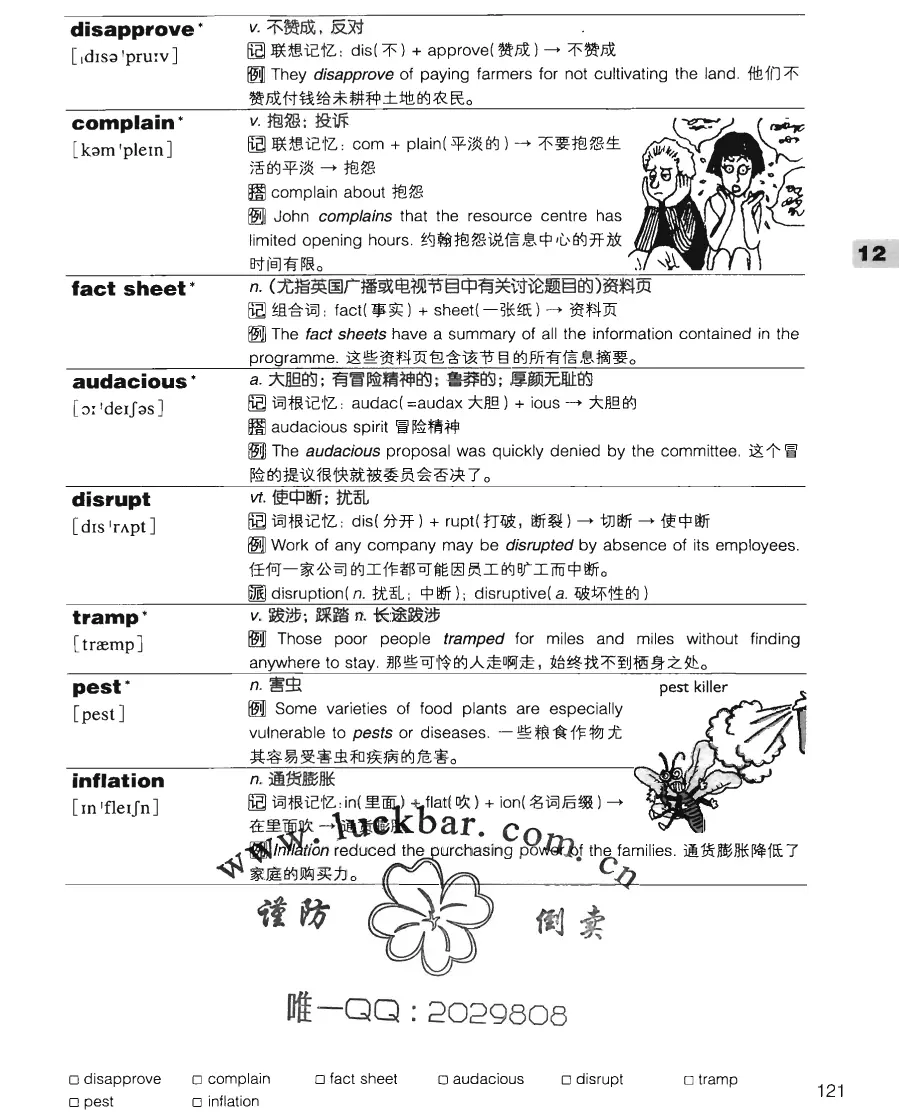 disapprove*
v. 不赞成，反对
[ˌdɪsəˈpruːv]
记 联想记忆：dis(不) + approve(赞成) → 不赞成
例 They disapprove of paying farmers for not cultivating the land. 他们不
赞成付钱给未耕种土地的农民。
complain*
v. 抱怨；投诉
[kəmˈpleɪn]
记 联想记忆：com + plain(平淡的) → 不要抱怨生
活的平淡 → 抱怨
搭 complain about 抱怨
例 John complains that the resource centre has
limited opening hours. 约翰抱怨说信息中心的开放
时间有限。
12
fact sheet*
n. (尤指英国广播或电视节目中有关讨论题目的)资料页
记 组合词：fact(事实) + sheet(一张纸) → 资料页
例 The fact sheets have a summary of all the information contained in the
programme. 这些资料页包含该节目的所有信息摘要。
audacious*
a. 大胆的；有冒险精神的；鲁莽的；厚颜无耻的
[ɔːˈdeɪʃəs]
记 词根记忆：audac(=audax 大胆) + ious → 大胆的
搭 audacious spirit 冒险精神
例 The audacious proposal was quickly denied by the committee. 这个冒
险的提议很快就被委员会否决了。
disrupt
vt. 使中断；扰乱
[dɪsˈrʌpt]
记 词根记忆：dis(分开) + rupt(打破，断裂) → 切断 → 使中断
例 Work of any company may be disrupted by absence of its employees.
任何一家公司的工作都可能因员工的旷工而中断。
派 disruption(n. 扰乱；中断)；disruptive(a. 破坏性的)
tramp*
v. 跋涉；踩踏 n. 长途跋涉
[træmp]
例 Those poor people tramped for miles and miles without finding
anywhere to stay. 那些可怜的人走啊走，始终找不到栖身之处。
pest*
n. 害虫
pest killer
[pest]
例 Some varieties of food plants are especially
vulnerable to pests or diseases. 一些粮食作物尤
其容易受害虫和疾病的危害。
inflation
n. 通货膨胀
[ɪnˈfleɪʃn]
记 词根记忆：in(里面) + flat(吹) + ion(名词后缀) →
在里面吹 → 通货膨胀
例 Inflation reduced the purchasing power of the families. 通货膨胀降低了
家庭的购买力。
www.luckbar.com.cn
谨防 倒卖
唯一QQ：2029808
□ disapprove □ complain □ fact sheet □ audacious □ disrupt □ tramp
□ pest □ inflation
121